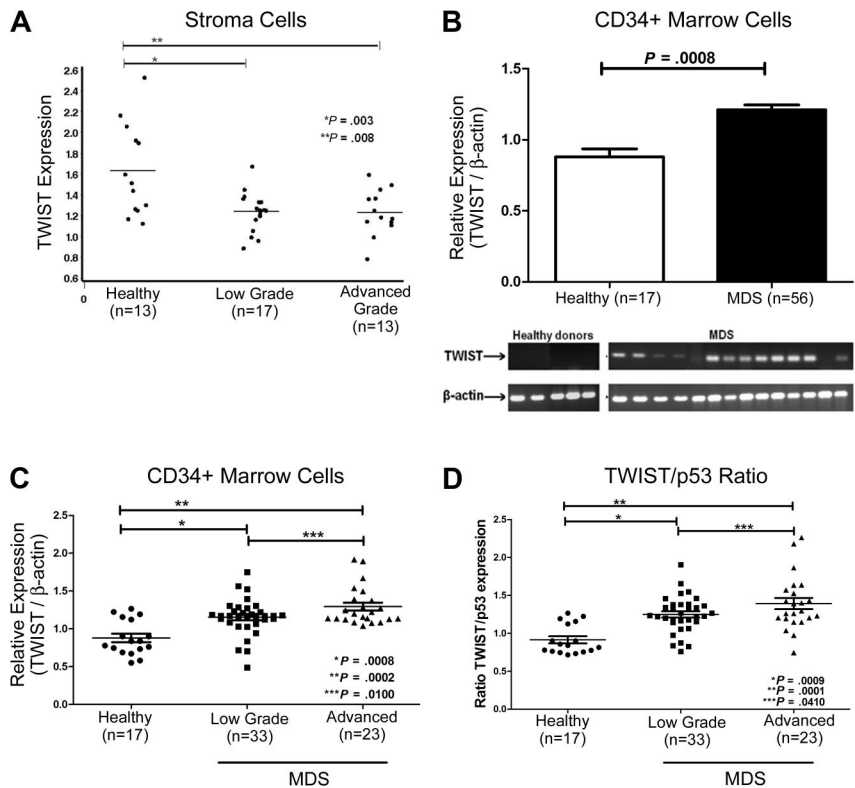 A
Stroma Cells
**
*
2.6
2.4
2.2
2.0
1.8
1.6
1.4
1.2
1.0
0.8
0.6
0
TWIST Expression
*P = .003
**P = .008
Healthy
(n=13)
Low Grade
(n=17)
Advanced
Grade
(n=13)
B
CD34+ Marrow Cells
P = .0008
Relative Expression
(TWIST / β-actin)
1.5
1.0
0.5
0.0
Healthy (n=17)
MDS (n=56)
Healthy donors
MDS
TWIST
β-actin
C
CD34+ Marrow Cells
**
*
***
Relative Expression
(TWIST / β-actin)
2.5
2.0
1.5
1.0
0.5
0.0
*P = .0008
**P = .0002
***P = .0100
Healthy
(n=17)
Low Grade
(n=33)
Advanced
(n=23)
MDS
D
TWIST/p53 Ratio
**
*
***
Ratio TWIST/p53 expression
2.5
2.0
1.5
1.0
0.5
0.0
*P = .0009
**P = .0001
***P = .0410
Healthy
(n=17)
Low Grade
(n=33)
Advanced
(n=23)
MDS